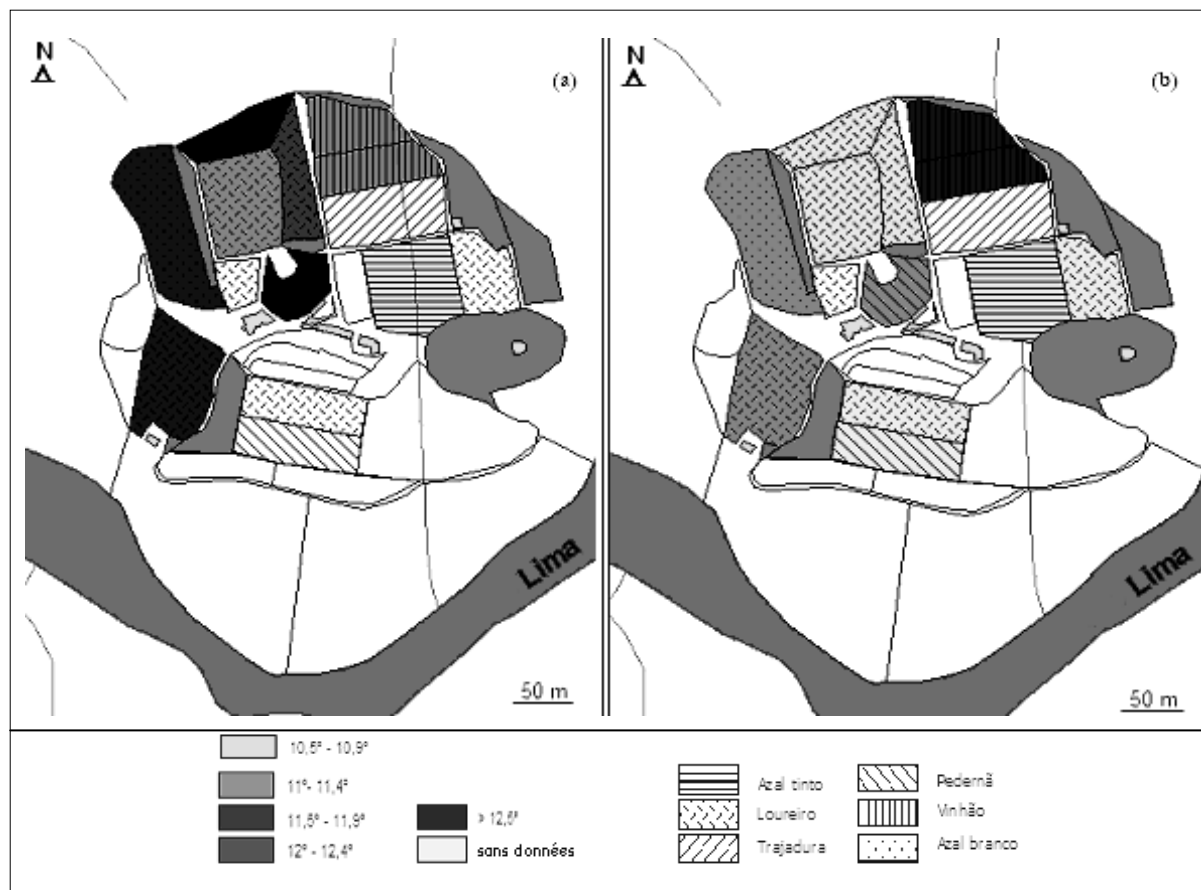 N
(a)
N
(b)
Lima
50 m
Lima
50 m
10,5° - 10,9°
11°- 11,4°
11,5° - 11,9°
12° - 12,4°
> 12,5°
sans données
Azal tinto
Loureiro
Trajadura
Pedernã
Vinhão
Azal branco